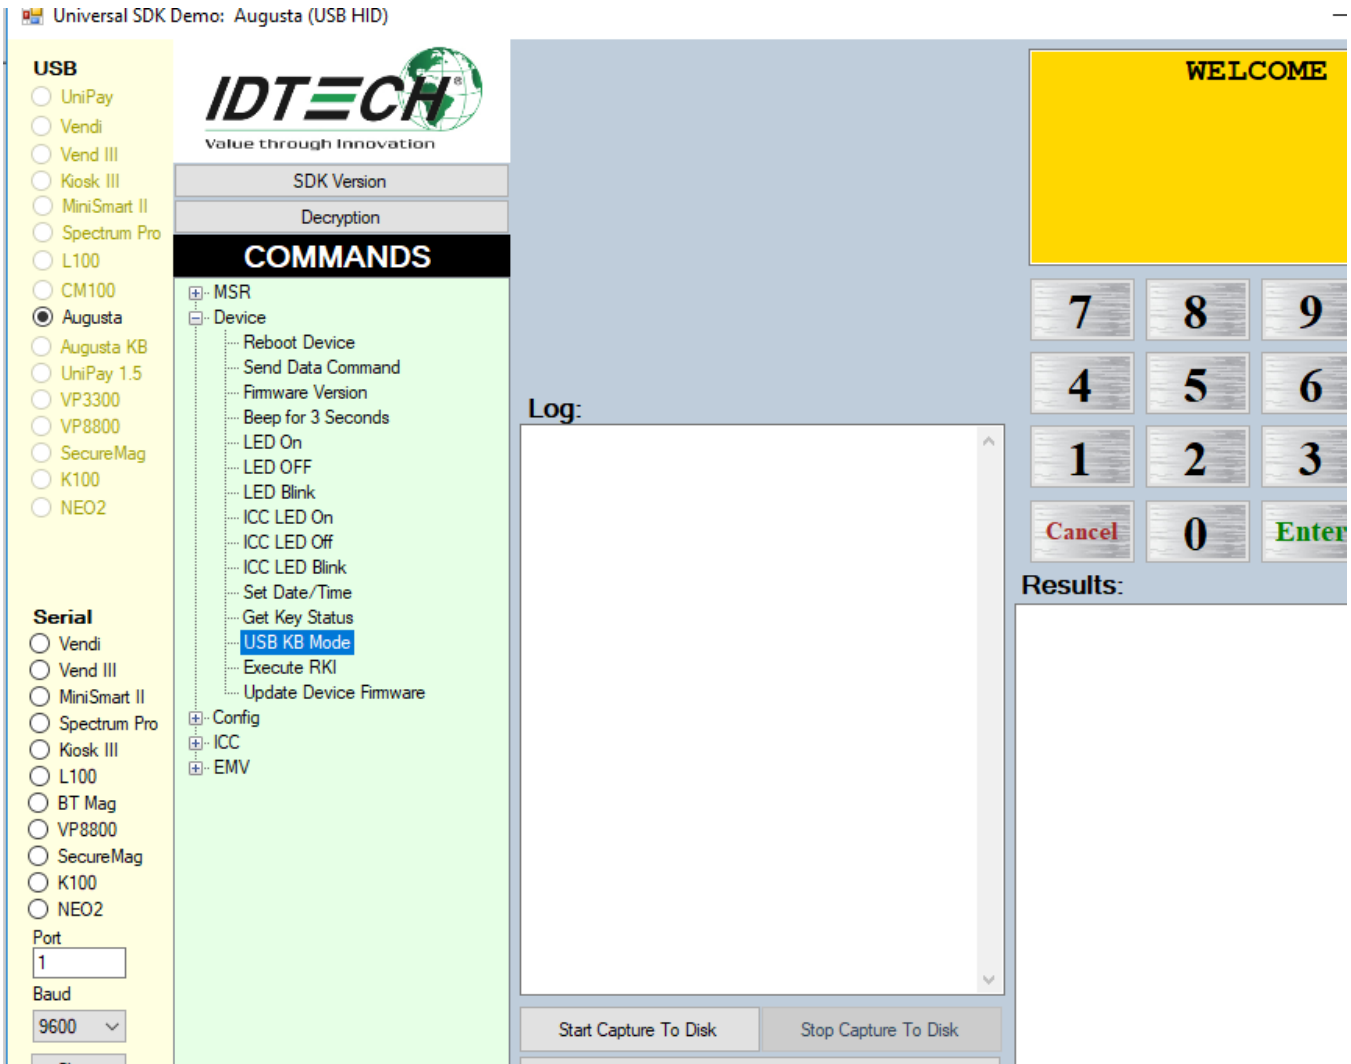 Universal SDK Demo: Augusta (USB HID)
USB
UniPay
Vendi
Vend III
Kiosk III
MiniSmart II
Spectrum Pro
L100
CM100
Augusta
Augusta KB
UniPay 1.5
VP3300
VP8800
SecureMag
K100
NEO2
Serial
Vendi
Vend III
MiniSmart II
Spectrum Pro
Kiosk III
L100
BT Mag
VP8800
SecureMag
K100
NEO2
Port
1
Baud
9600
IDTECH®
Value through Innovation
SDK Version
Decryption
COMMANDS
MSR
Device
Reboot Device
Send Data Command
Firmware Version
Beep for 3 Seconds
LED On
LED OFF
LED Blink
ICC LED On
ICC LED Off
ICC LED Blink
Set Date/Time
Get Key Status
USB KB Mode
Execute RKI
Update Device Firmware
Config
ICC
EMV
Log:
Start Capture To Disk
Stop Capture To Disk
WELCOME
7 8 9
4 5 6
1 2 3
Cancel 0 Enter
Results: